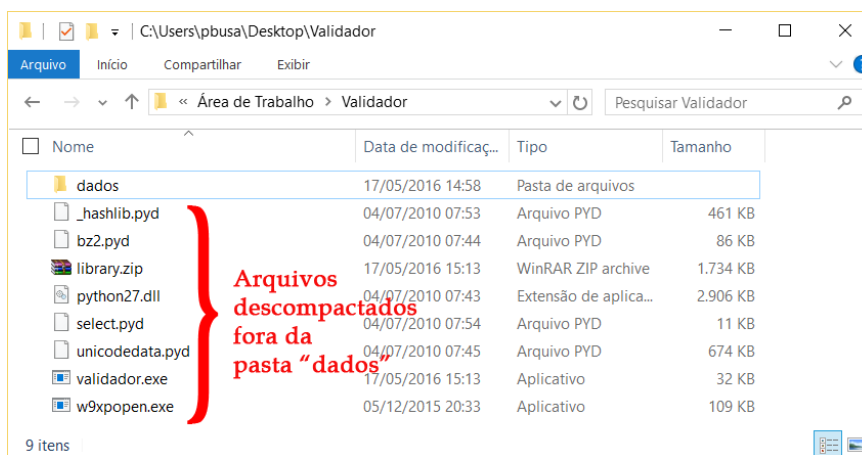 C:\Users\pbusa\Desktop\Validador
Arquivo Início Compartilhar Exibir
« Área de Trabalho > Validador Pesquisar Validador
Nome Data de modificaç... Tipo Tamanho
dados 17/05/2016 14:58 Pasta de arquivos
_hashlib.pyd 04/07/2010 07:53 Arquivo PYD 461 KB
bz2.pyd 04/07/2010 07:44 Arquivo PYD 86 KB
library.zip 17/05/2016 15:13 WinRAR ZIP archive 1.734 KB
python27.dll 04/07/2010 07:43 Extensão de aplica... 2.906 KB
select.pyd 04/07/2010 07:54 Arquivo PYD 11 KB
unicodedata.pyd 04/07/2010 07:45 Arquivo PYD 674 KB
validador.exe 17/05/2016 15:13 Aplicativo 32 KB
w9xpopen.exe 05/12/2015 20:33 Aplicativo 109 KB
Arquivos
descompactados
fora da
pasta “dados”
9 itens